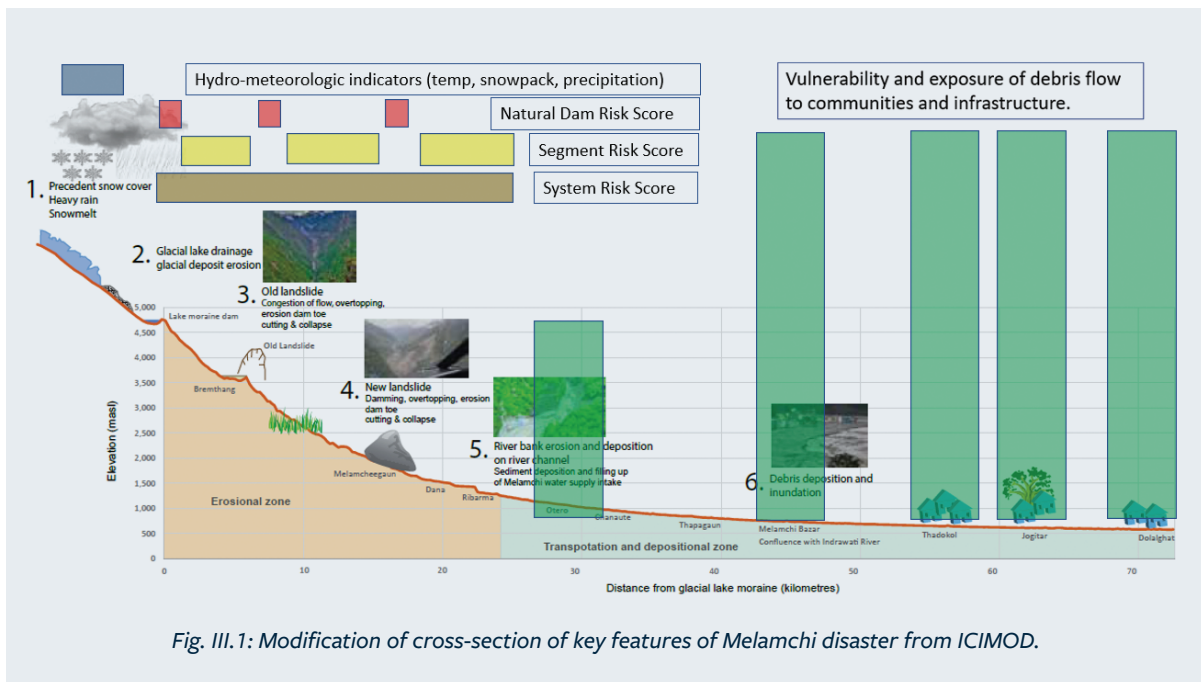 Hydro-meteorologic indicators (temp, snowpack, precipitation)
Natural Dam Risk Score
Segment Risk Score
System Risk Score
Vulnerability and exposure of debris flow
to communities and infrastructure.
1. Precedent snow cover
Heavy rain
Snowmelt
2. Glacial lake drainage
glacial deposit erosion
3. Old landslide
Congestion of flow, overtopping,
erosion dam toe
cutting & collapse
4. New landslide
Damming, overtopping, erosion
dam toe
cutting & collapse
5. River bank erosion and deposition
on river channel
Sediment deposition and filling up
of Melamchi water supply intake
6. Debris deposition and
inundation
Elevation (masl)
5,000
4,500
4,000
3,500
3,000
2,500
2,000
1,500
1,000
500
0
Lake moraine dam
Old Landslide
Bremthang
Melamcheegaun
Dana
Ribarma
Otero
Chanaute
Thapagaun
Melamchi Bazar
Confluence with Indrawati River
Thadokol
Jogitar
Dolalghat
Erosional zone
Transpotation and depositional zone
0 10 20 30 40 50 60 70
Distance from glacial lake moraine (kilometres)
Fig. III.1: Modification of cross-section of key features of Melamchi disaster from ICIMOD.